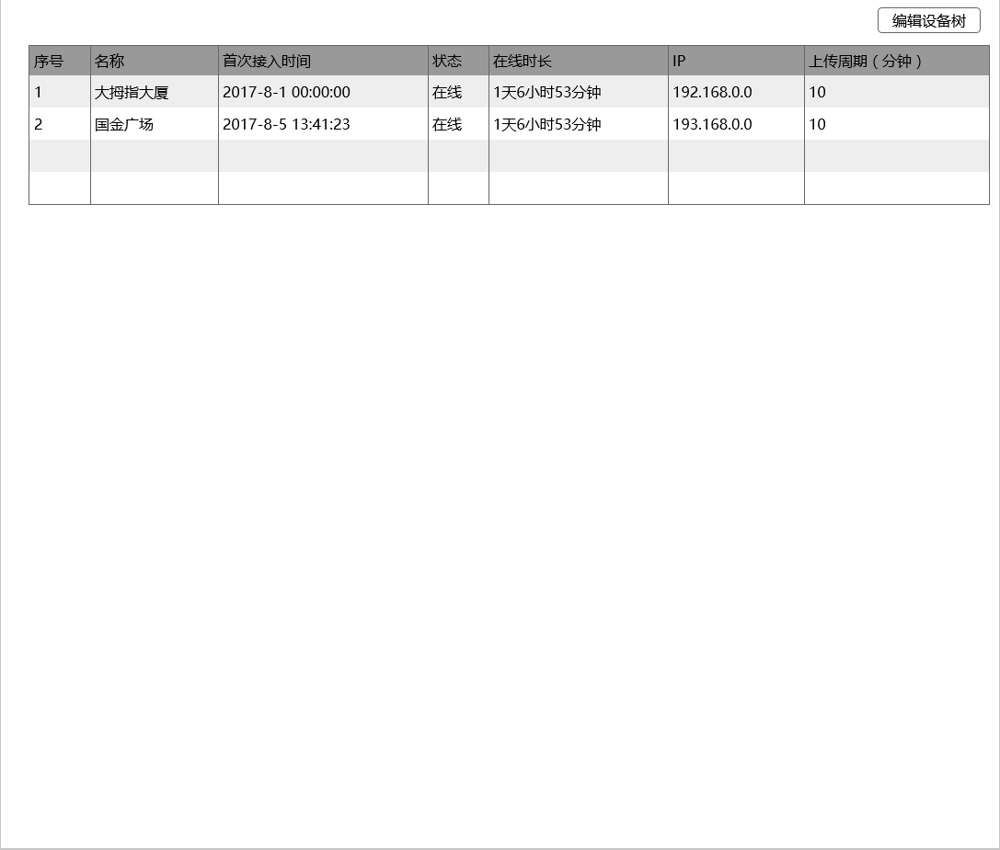 编辑设备树
序号 名称 首次接入时间 状态 在线时长 IP 上传周期（分钟）
1 大拇指大厦 2017-8-1 00:00:00 在线 1天6小时53分钟 192.168.0.0 10
2 国金广场 2017-8-5 13:41:23 在线 1天6小时53分钟 193.168.0.0 10